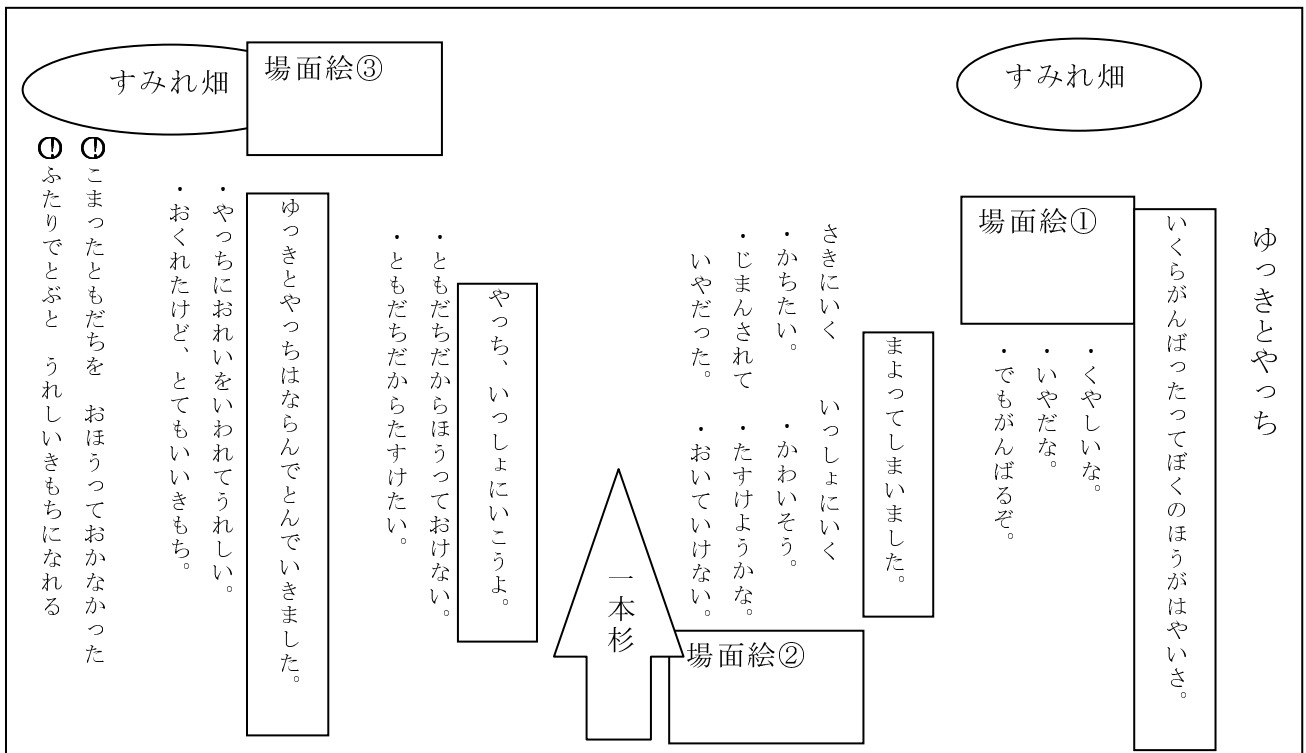 ゆっきとやっち
すみれ畑
いくらがんばったってぼくのほうがはやいさ。
場面絵①
・くやしいな。
・いやだな。
・でもがんばるぞ。
まよってしまいました。
さきにいく
・かちたい。
・じまんされて
いやだった。
いっしょにいく
・かわいそう。
・たすけようかな。
・おいていけない。
場面絵②
一本杉
やっち、いっしょにいこうよ。
・ともだちだからほうっておけない。
・ともだちだからたすけたい。
場面絵③
すみれ畑
ゆっきとやっちはならんでとんでいきました。
・やっちにおれいをいわれてうれしい。
・おくれたけど、とてもいいきもち。
!こまったともだちを　おほうっておかなかった
!ふたりでとぶと　うれしいきもちになれる